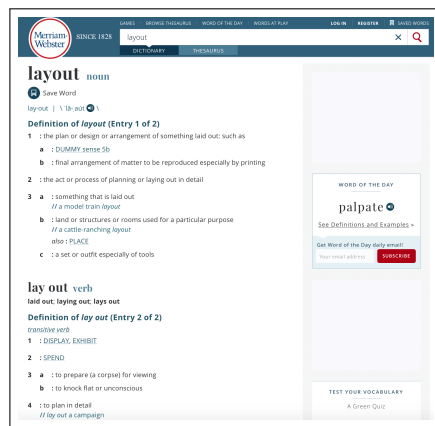 GAMES BROWSE THESAURUS WORD OF THE DAY WORDS AT PLAY LOG IN REGISTER SAVED WORDS
Merriam-
Webster
SINCE 1828
layout
DICTIONARY THESAURUS
layout noun
Save Word
lay·out | \ ˈlā-ˌau̇t \
Definition of layout (Entry 1 of 2)
1 : the plan or design or arrangement of something laid out: such as
a : DUMMY sense 5b
b : final arrangement of matter to be reproduced especially by printing
2 : the act or process of planning or laying out in detail
3 a : something that is laid out
// a model train layout
b : land or structures or rooms used for a particular purpose
// a cattle-ranching layout
also : PLACE
c : a set or outfit especially of tools
lay out verb
laid out; laying out; lays out
Definition of lay out (Entry 2 of 2)
transitive verb
1 : DISPLAY, EXHIBIT
2 : SPEND
3 a : to prepare (a corpse) for viewing
b : to knock flat or unconscious
4 : to plan in detail
// lay out a campaign
WORD OF THE DAY
palpate
See Definitions and Examples »
Get Word of the Day daily email!
Your email address SUBSCRIBE
TEST YOUR VOCABULARY
A Green Quiz